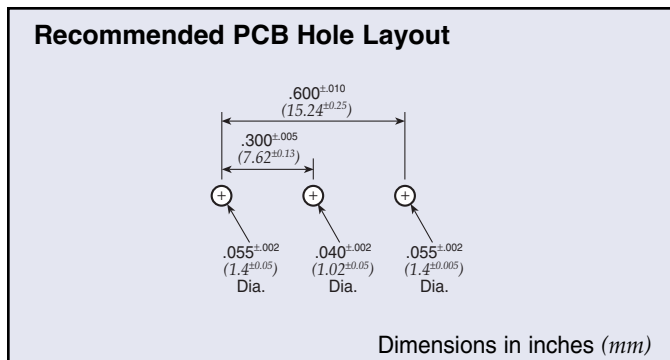 Recommended PCB Hole Layout
.600±.010
(15.24±0.25)
.300±.005
(7.62±0.13)
.055±.002
(1.4±0.05)
Dia.
.040±.002
(1.02±0.05)
Dia.
.055±.002
(1.4±0.005)
Dia.
Dimensions in inches (mm)